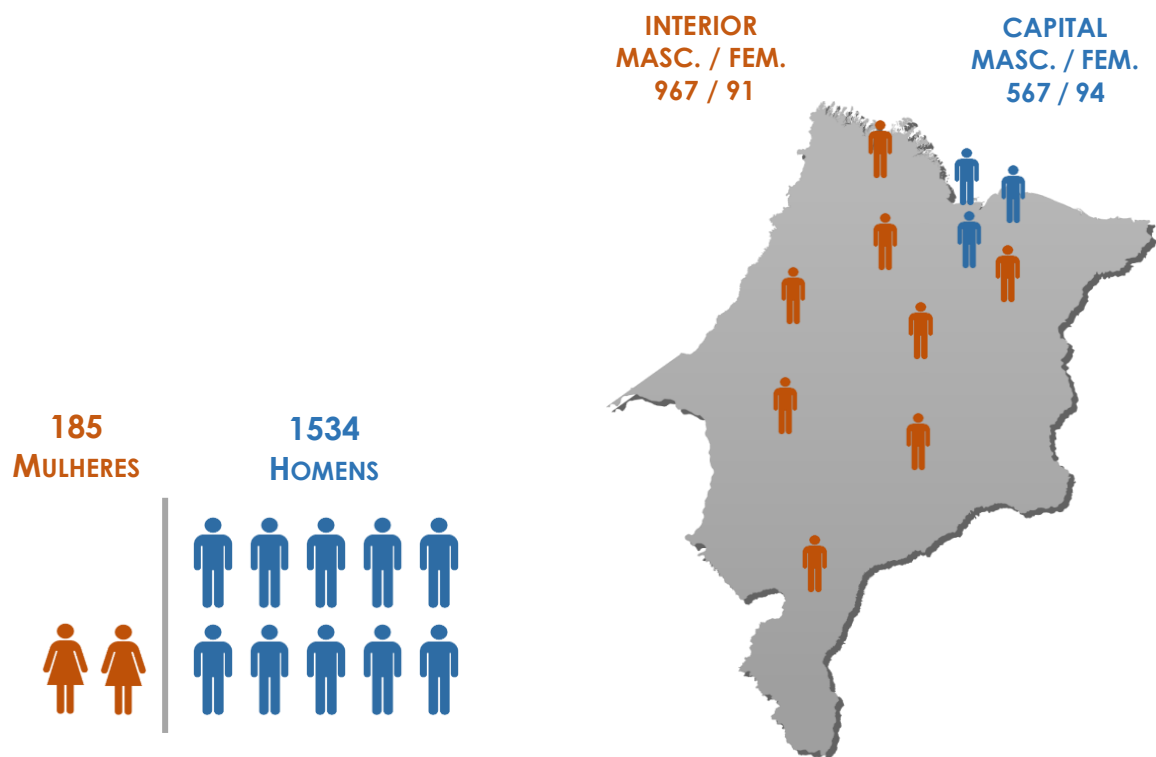 INTERIOR
MASC. / FEM.
967 / 91
CAPITAL
MASC. / FEM.
567 / 94
185
MULHERES
1534
HOMENS